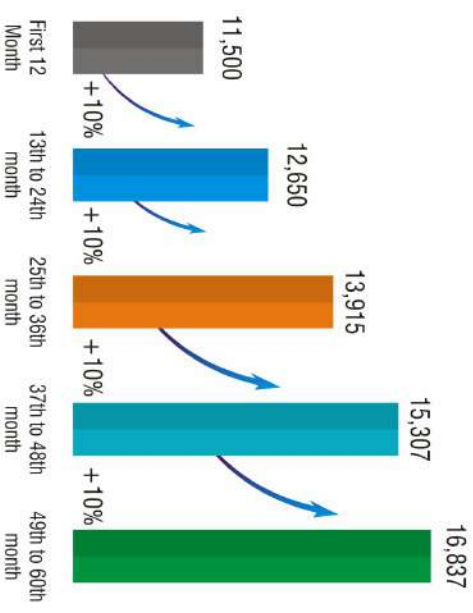 11,500
12,650
13,915
15,307
16,837
+10%
+10%
+10%
+10%
First 12
Month
13th to 24th
month
25th to 36th
month
37th to 48th
month
49th to 60th
month